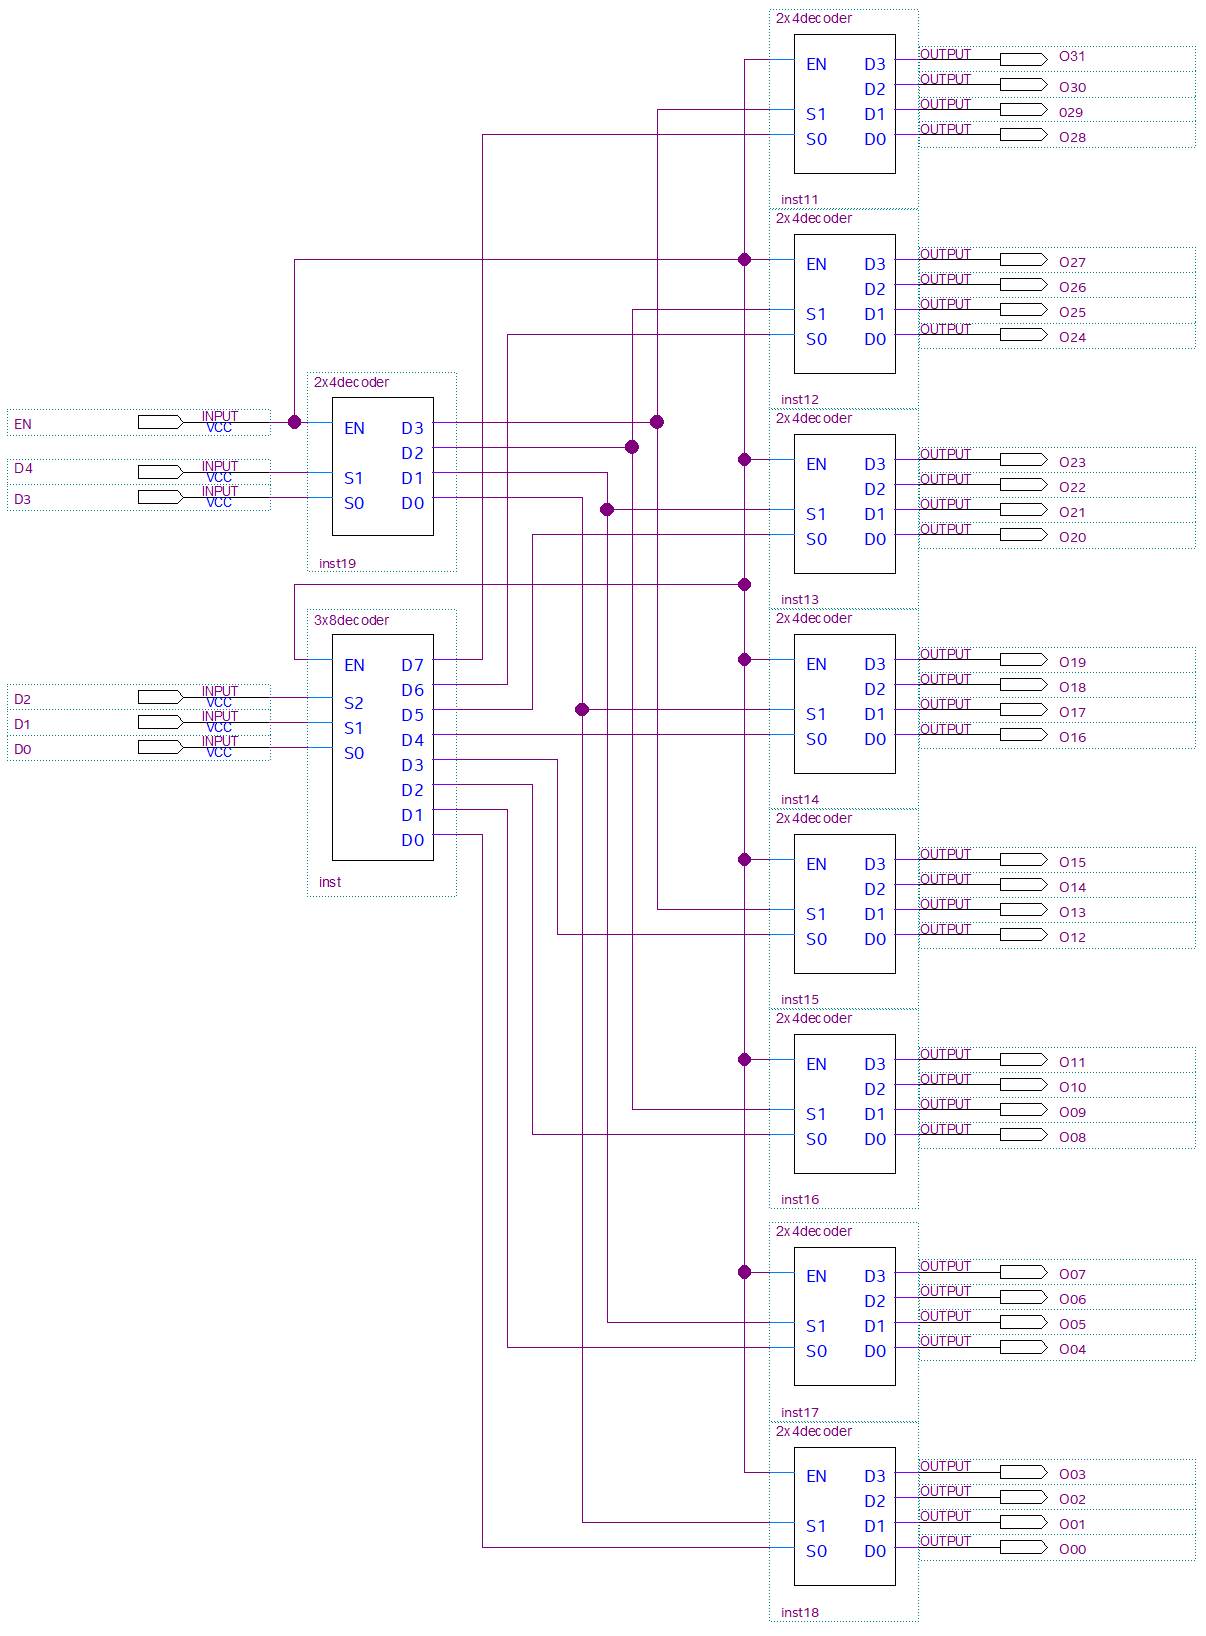 2x4decoder
EN D3 OUTPUT O31
D2 OUTPUT O30
S1 D1 OUTPUT 029
S0 D0 OUTPUT O28
inst11
2x4decoder
EN D3 OUTPUT O27
D2 OUTPUT O26
S1 D1 OUTPUT O25
S0 D0 OUTPUT O24
inst12
2x4decoder
EN D3 OUTPUT O23
D2 OUTPUT O22
S1 D1 OUTPUT O21
S0 D0 OUTPUT O20
inst13
2x4decoder
EN D3 OUTPUT O19
D2 OUTPUT O18
S1 D1 OUTPUT O17
S0 D0 OUTPUT O16
inst14
2x4decoder
EN D3 OUTPUT O15
D2 OUTPUT O14
S1 D1 OUTPUT O13
S0 D0 OUTPUT O12
inst15
2x4decoder
EN D3 OUTPUT O11
D2 OUTPUT O10
S1 D1 OUTPUT O09
S0 D0 OUTPUT O08
inst16
2x4decoder
EN D3 OUTPUT O07
D2 OUTPUT O06
S1 D1 OUTPUT O05
S0 D0 OUTPUT O04
inst17
2x4decoder
EN D3 OUTPUT O03
D2 OUTPUT O02
S1 D1 OUTPUT O01
S0 D0 OUTPUT O00
inst18
2x4decoder
EN INPUT VCC EN D3
D2
D4 INPUT VCC S1 D1
D3 INPUT VCC S0 D0
inst19
3x8decoder
EN D7
D6
D2 INPUT VCC S2 D5
D1 INPUT VCC S1 D4
D0 INPUT VCC S0 D3
D2
D1
D0
inst